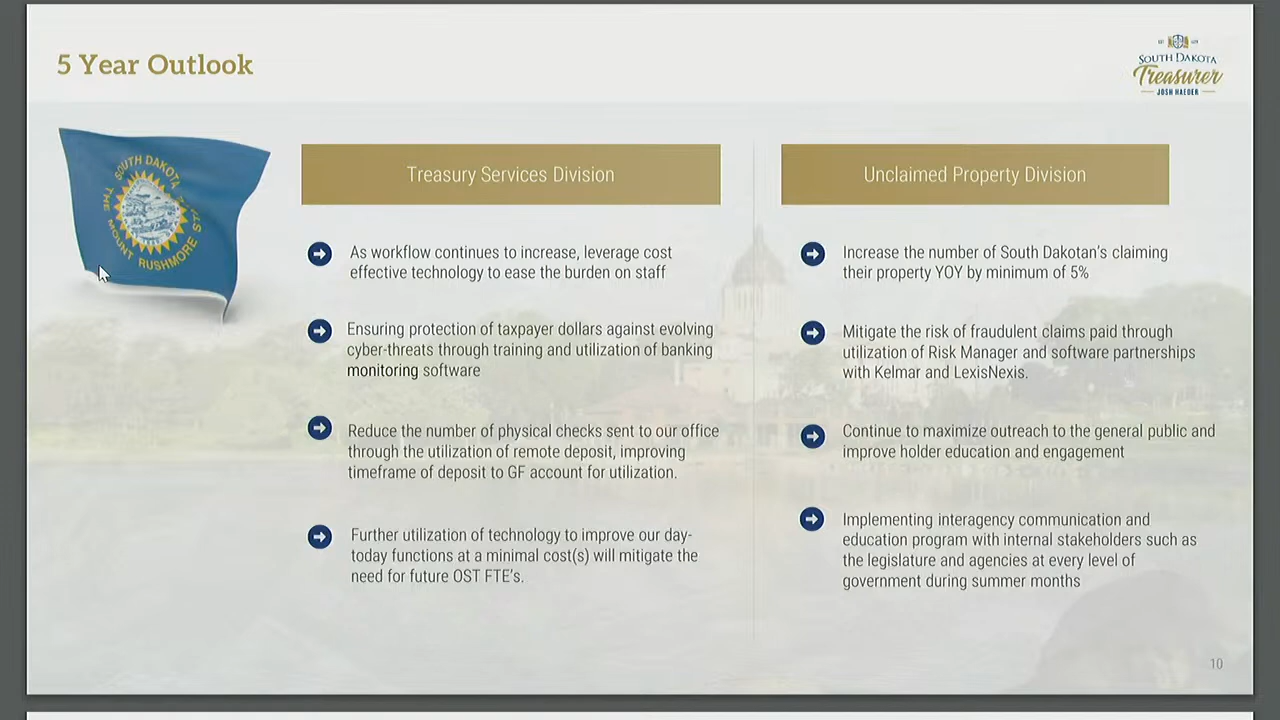 5 Year Outlook
SOUTH DAKOTA
Treasurer
JOSH HAEDER
SOUTH DAKOTA
THE MOUNT RUSHMORE
Treasury Services Division
As workflow continues to increase, leverage cost
effective technology to ease the burden on staff
Ensuring protection of taxpayer dollars against evolving
cyber-threats through training and utilization of banking
monitoring software
Reduce the number of physical checks sent to our office
through the utilization of remote deposit, improving
timeframe of deposit to GF account for utilization.
Further utilization of technology to improve our day-
today functions at a minimal cost(s) will mitigate the
need for future OST FTE's.
Unclaimed Property Division
Increase the number of South Dakotan's claiming
their property YOY by minimum of 5%
Mitigate the risk of fraudulent claims paid through
utilization of Risk Manager and software partnerships
with Kelmar and LexisNexis.
Continue to maximize outreach to the general public and
improve holder education and engagement
Implementing interagency communication and
education program with internal stakeholders such as
the legislature and agencies at every level of
government during summer months
10